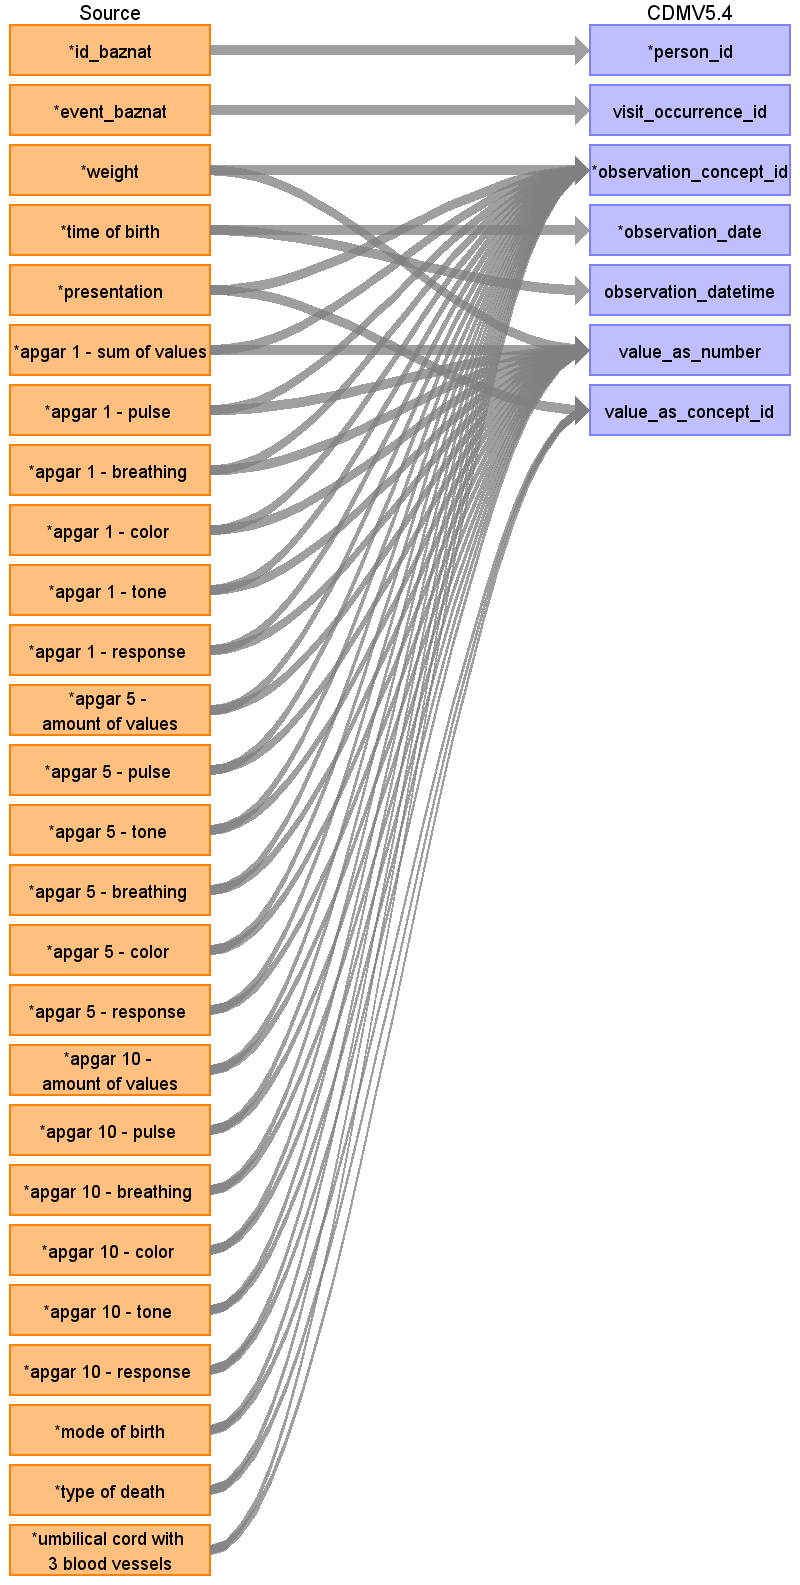 Source
CDMV5.4
*id_baznat
*person_id
*event_baznat
visit_occurrence_id
*weight
*observation_concept_id
*time of birth
*observation_date
*presentation
observation_datetime
*apgar 1 - sum of values
value_as_number
*apgar 1 - pulse
value_as_concept_id
*apgar 1 - breathing
*apgar 1 - color
*apgar 1 - tone
*apgar 1 - response
*apgar 5 -
amount of values
*apgar 5 - pulse
*apgar 5 - tone
*apgar 5 - breathing
*apgar 5 - color
*apgar 5 - response
*apgar 10 -
amount of values
*apgar 10 - pulse
*apgar 10 - breathing
*apgar 10 - color
*apgar 10 - tone
*apgar 10 - response
*mode of birth
*type of death
*umbilical cord with
3 blood vessels